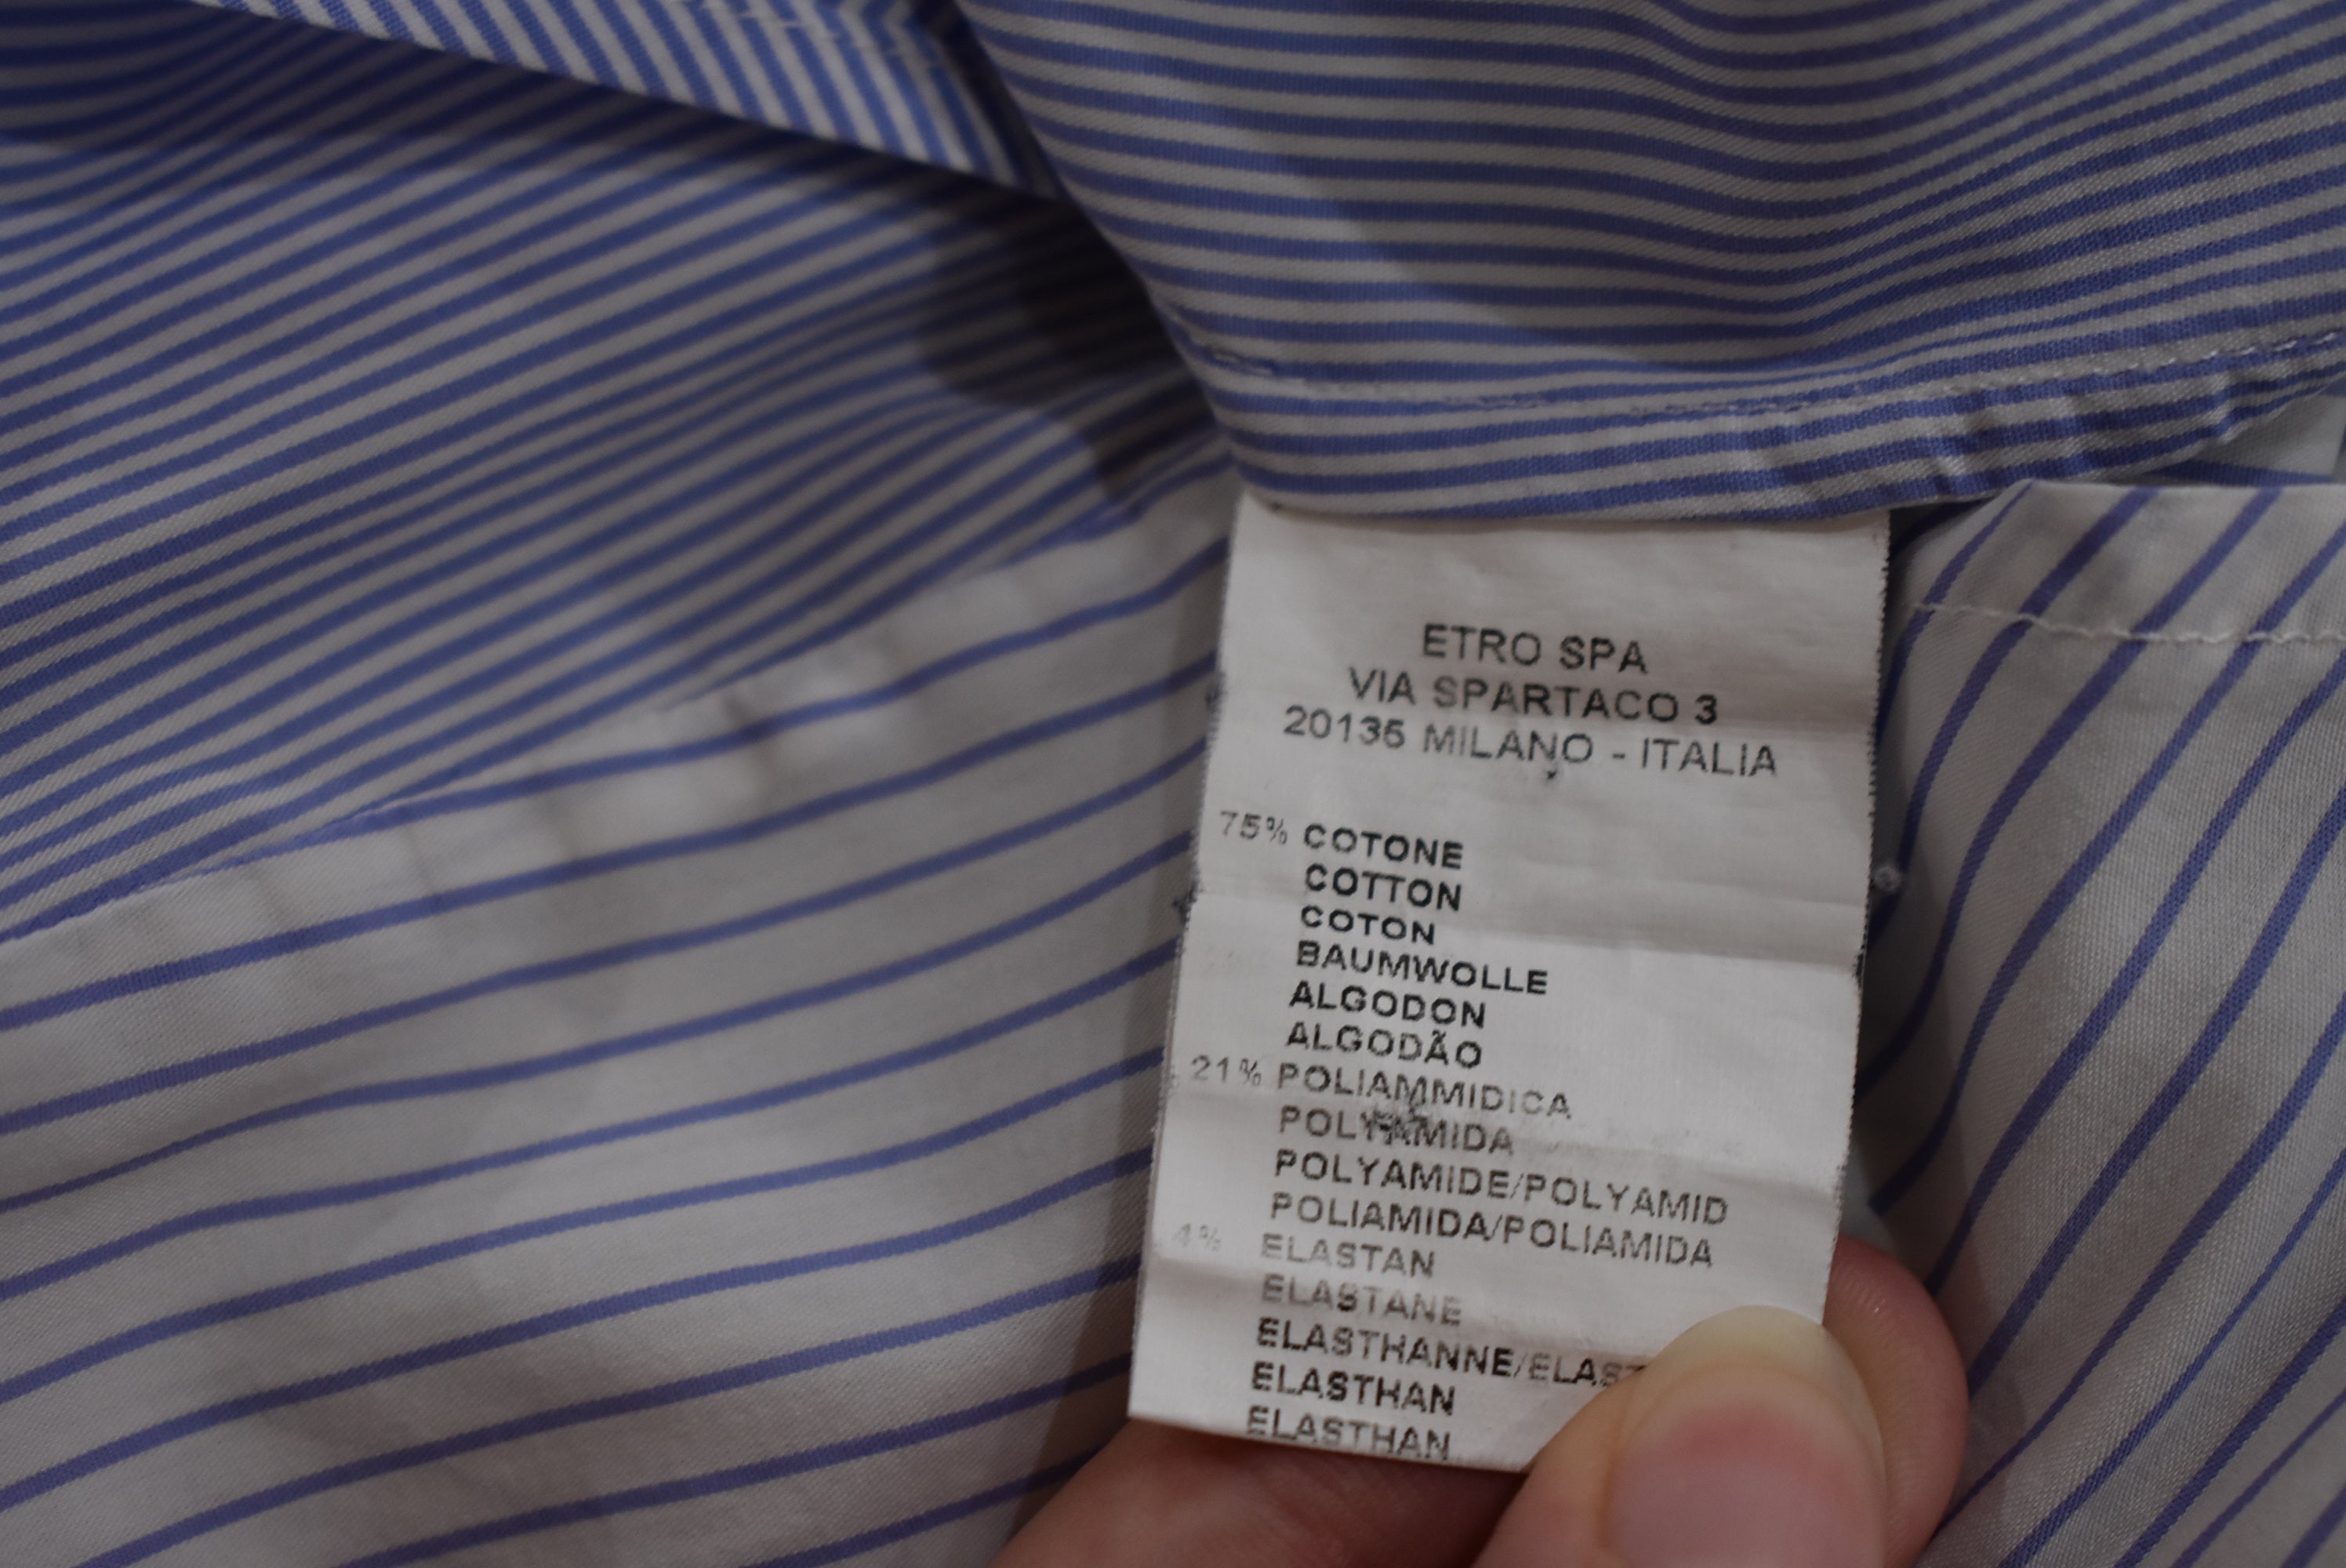 ETRO SPA
VIA SPARTACO 3
20135 MILANO - ITALIA
75% COTONE
COTTON
COTON
BAUMWOLLE
ALGODON
ALGODÃO
21% POLIAMMIDICA
POLYAMIDA
POLYAMIDE/POLYAMID
POLIAMIDA/POLIAMIDA
4% ELASTAN
ELASTANE
ELASTHANNE/ELAST
ELASTHAN
ELASTHAN